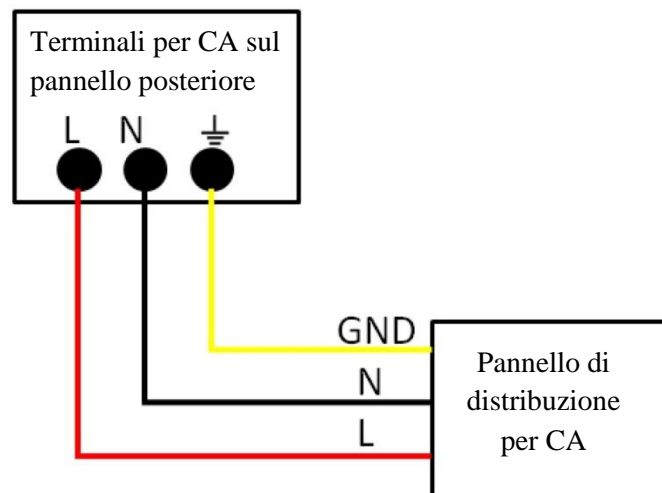 Terminali per CA sul
pannello posteriore
L N ⏚
GND
N
L
Pannello di
distribuzione
per CA